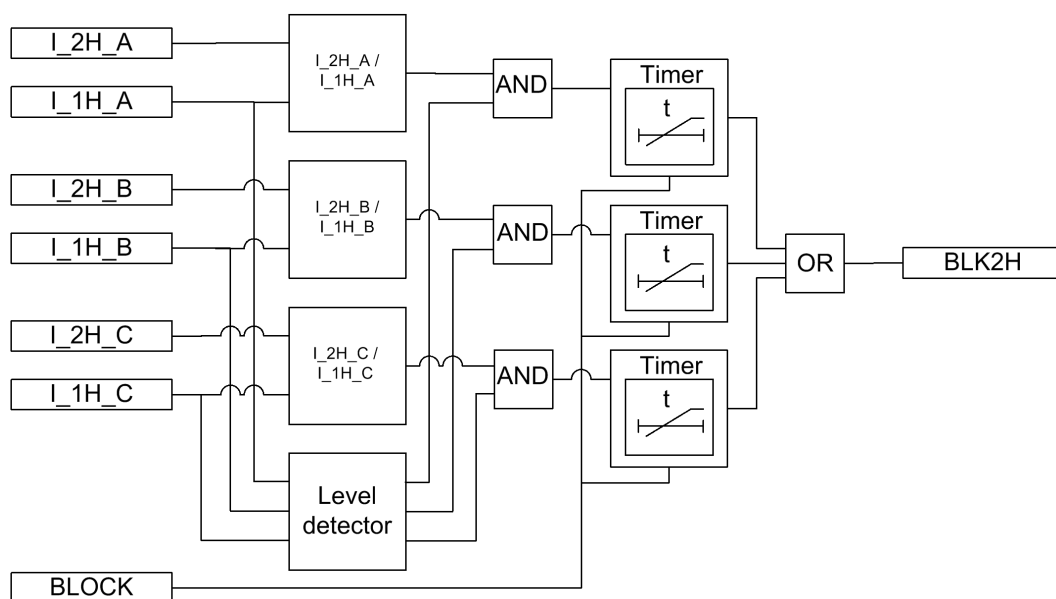 I_2H_A
I_1H_A
I_2H_A /
I_1H_A
AND
Timer
t
I_2H_B
I_1H_B
I_2H_B /
I_1H_B
AND
Timer
t
OR
BLK2H
I_2H_C
I_1H_C
I_2H_C /
I_1H_C
AND
Timer
t
Level
detector
BLOCK